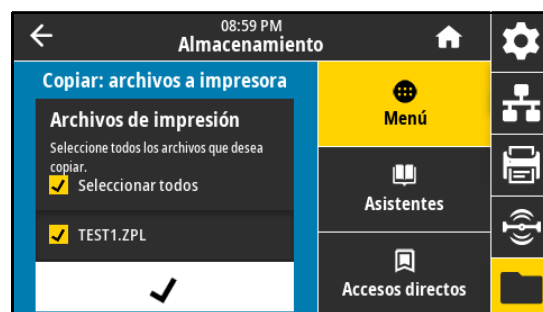 08:59 PM
Almacenamiento
Copiar: archivos a impresora
Archivos de impresión
Seleccione todos los archivos que desea
copiar.
Seleccionar todos
TEST1.ZPL
Menú
Asistentes
Accesos directos